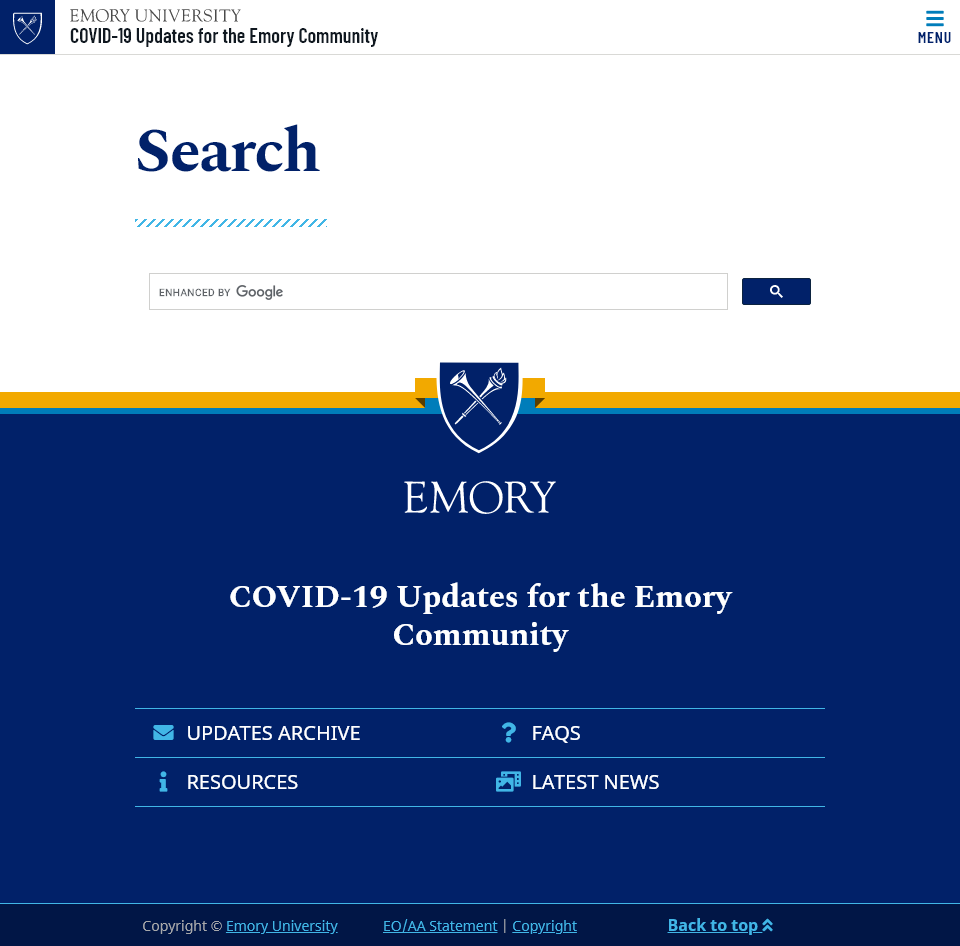 EMORY UNIVERSITY
COVID-19 Updates for the Emory Community
MENU
Search
ENHANCED BY Google
EMORY
COVID-19 Updates for the Emory
Community
UPDATES ARCHIVE
FAQS
RESOURCES
LATEST NEWS
Copyright © Emory University
EO/AA Statement | Copyright
Back to top